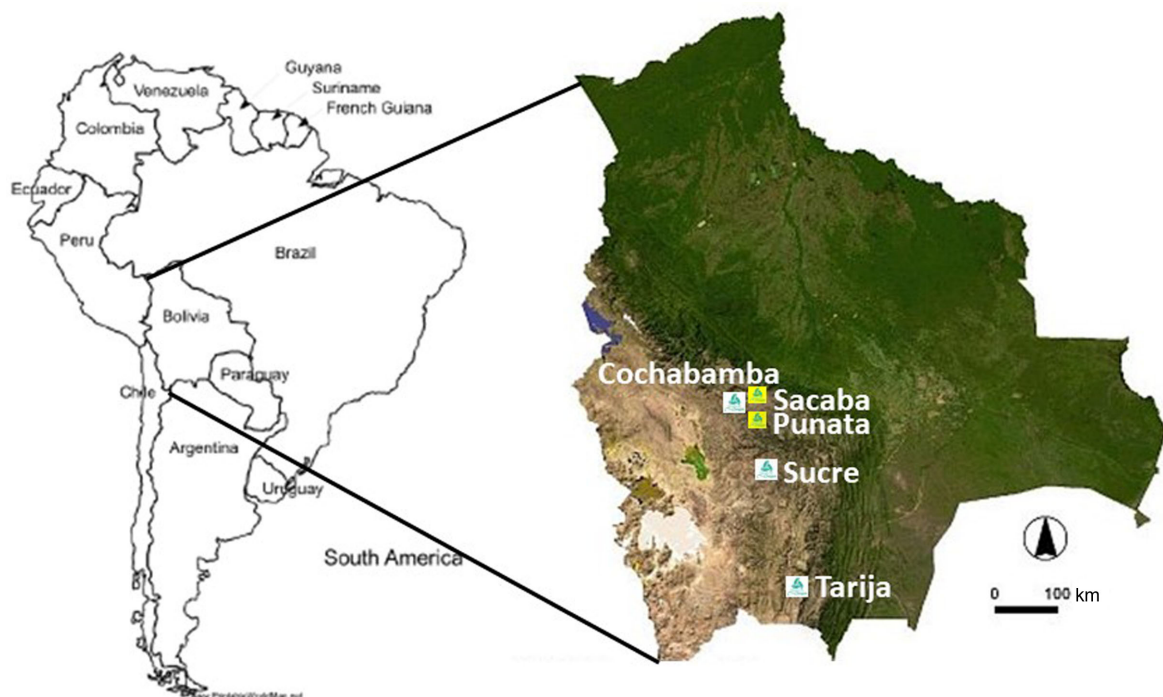 Guyana
Suriname
French Guiana
Venezuela
Colombia
Ecuador
Peru
Brazil
Bolivia
Paraguay
Chile
Argentina
Uruguay
South America
Cochabamba
Sacaba
Punata
Sucre
Tarija
0 100 km